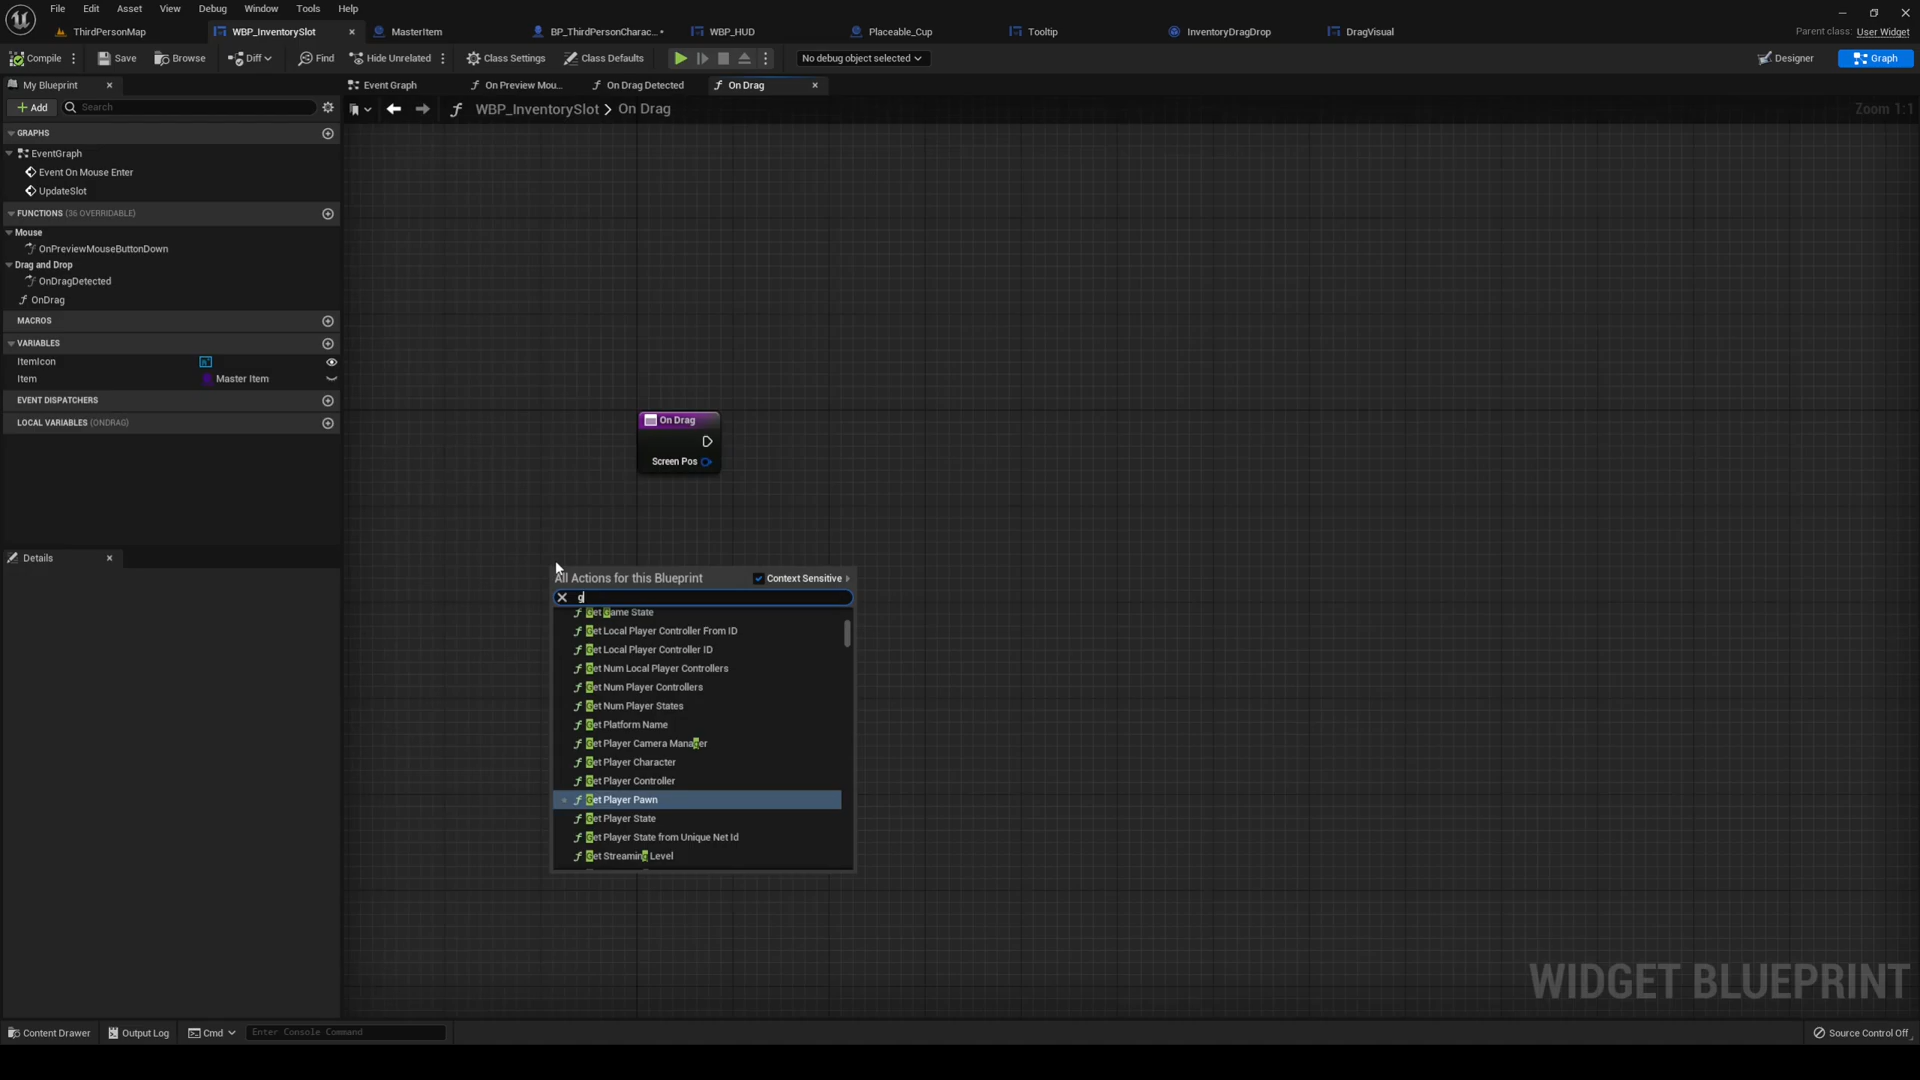 File Edit Asset View Debug Window Tools Help
ThirdPersonMap WBP_InventorySlot MasterItem BP_ThirdPersonCharac... WBP_HUD Placeable_Cup Tooltip InventoryDragDrop DragVisual Parent class: User Widget
Compile Save Browse Diff Find Hide Unrelated Class Settings Class Defaults No debug object selected Designer Graph
My Blueprint Event Graph On Preview Mou... On Drag Detected On Drag
+ Add Search WBP_InventorySlot > On Drag Zoom 1:1
GRAPHS
EventGraph
Event On Mouse Enter
UpdateSlot
FUNCTIONS (36 OVERRIDABLE)
Mouse
OnPreviewMouseButtonDown
Drag and Drop
OnDragDetected
OnDrag
MACROS
VARIABLES
ItemIcon
Item Master Item
EVENT DISPATCHERS
LOCAL VARIABLES (ONDRAG)
On Drag
Screen Pos
Details
All Actions for this Blueprint Context Sensitive
g
Get Game State
Get Local Player Controller From ID
Get Local Player Controller ID
Get Num Local Player Controllers
Get Num Player Controllers
Get Num Player States
Get Platform Name
Get Player Camera Manager
Get Player Character
Get Player Controller
Get Player Pawn
Get Player State
Get Player State from Unique Net Id
Get Streaming Level
WIDGET BLUEPRINT
Content Drawer Output Log Cmd Enter Console Command Source Control Off